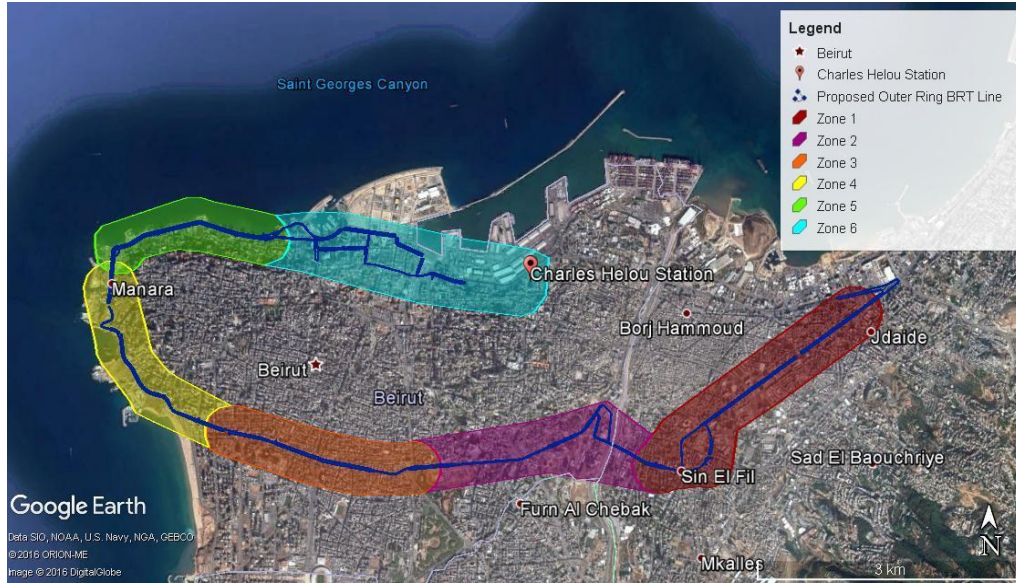 Legend
Beirut
Charles Helou Station
Proposed Outer Ring BRT Line
Zone 1
Zone 2
Zone 3
Zone 4
Zone 5
Zone 6
Saint Georges Canyon
Charles Helou Station
Manara
Borj Hammoud
Jdaide
Beirut
Beirut
Sad El Baouchriye
Sin El Fil
Furn Al Chebak
Mkalles
Google Earth
Data SIO, NOAA, U.S. Navy, NGA, GEBCO
© 2016 ORION-ME
Image © 2016 DigitalGlobe
N
3 km